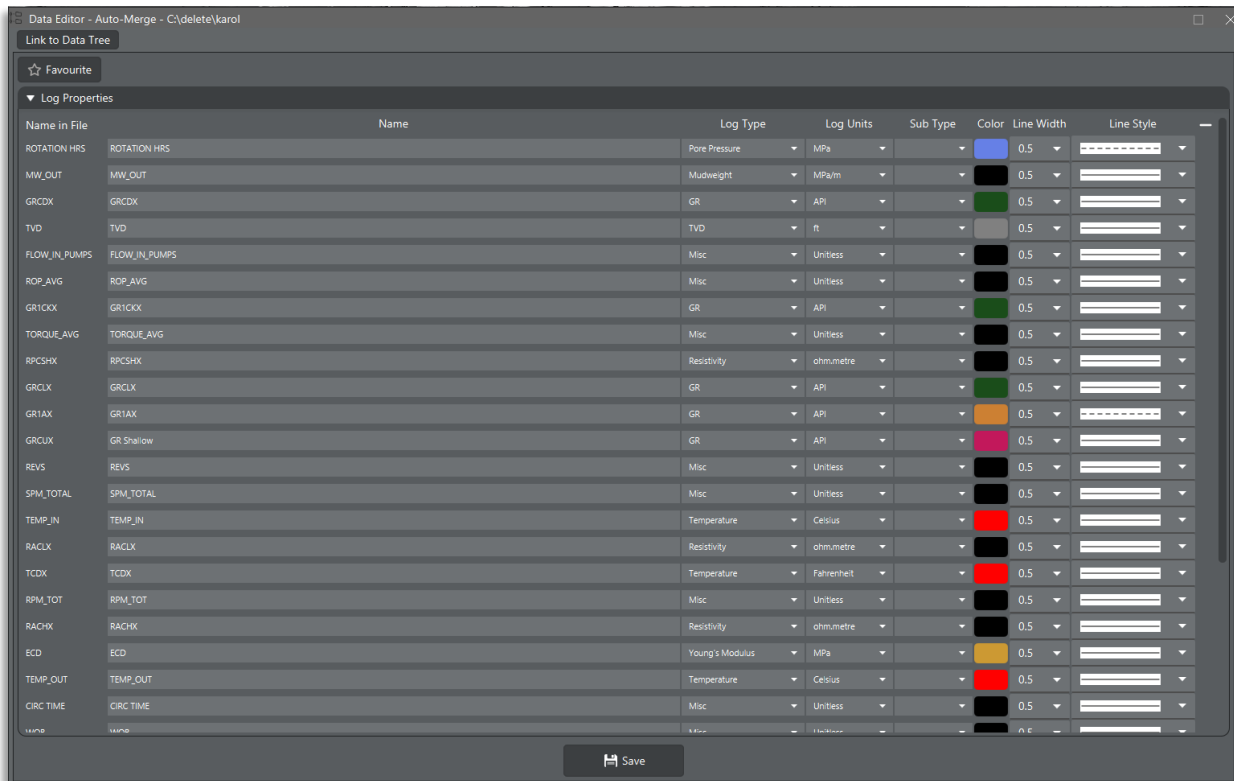 Data Editor - Auto-Merge - C:\delete\karol
Link to Data Tree
Favourite
Log Properties
Name in File Name Log Type Log Units Sub Type Color Line Width Line Style
ROTATION HRS ROTATION HRS Pore Pressure MPa 0.5
MW_OUT MW_OUT Mudweight MPa/m 0.5
GRCDX GRCDX GR API 0.5
TVD TVD TVD ft 0.5
FLOW_IN_PUMPS FLOW_IN_PUMPS Misc Unitless 0.5
ROP_AVG ROP_AVG Misc Unitless 0.5
GR1CKX GR1CKX GR API 0.5
TORQUE_AVG TORQUE_AVG Misc Unitless 0.5
RPCSHX RPCSHX Resistivity ohm.metre 0.5
GRCLX GRCLX GR API 0.5
GR1AX GR1AX GR API 0.5
GRCUX GR Shallow GR API 0.5
REVS REVS Misc Unitless 0.5
SPM_TOTAL SPM_TOTAL Misc Unitless 0.5
TEMP_IN TEMP_IN Temperature Celsius 0.5
RACLX RACLX Resistivity ohm.metre 0.5
TCDX TCDX Temperature Fahrenheit 0.5
RPM_TOT RPM_TOT Misc Unitless 0.5
RACHX RACHX Resistivity ohm.metre 0.5
ECD ECD Young's Modulus MPa 0.5
TEMP_OUT TEMP_OUT Temperature Celsius 0.5
CIRC TIME CIRC TIME Misc Unitless 0.5
WOB WOB Misc Unitless 0.5
Save